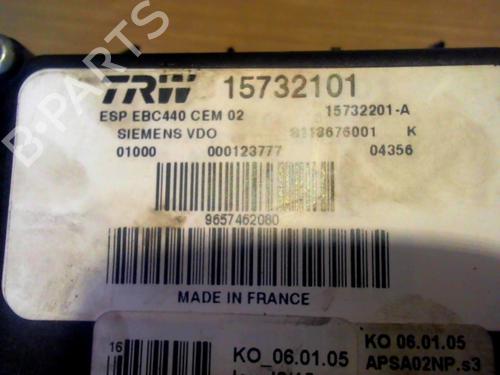 TRW 15732101
ESP EBC440 CEM 02 15732201-A
SIEMENS VDO K
01000 000123777 04356
9657462080
MADE IN FRANCE
16
KO_06.01.05
KO 06.01.05
APSA02NP.s3